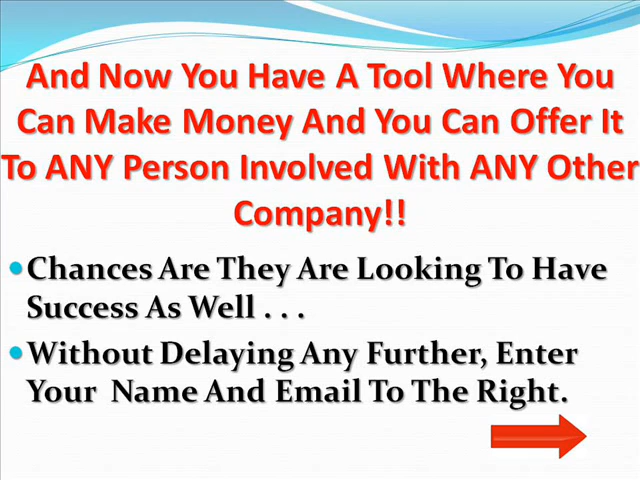 And Now You Have A Tool Where You
Can Make Money And You Can Offer It
To ANY Person Involved With ANY Other
Company!!
Chances Are They Are Looking To Have
Success As Well . . .
Without Delaying Any Further, Enter
Your  Name And Email To The Right.